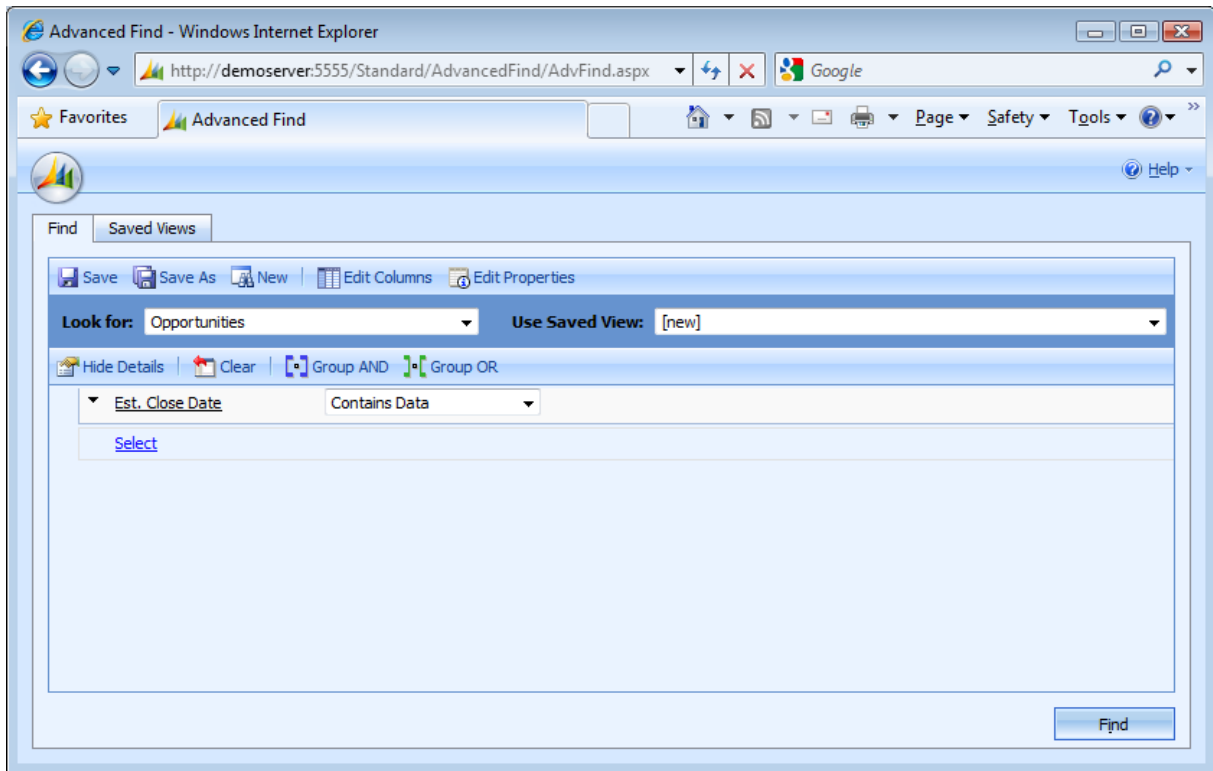 Advanced Find - Windows Internet Explorer
http://demoserver:5555/Standard/AdvancedFind/AdvFind.aspx Google
Favorites Advanced Find Page Safety Tools
Help
Find Saved Views
Save Save As New Edit Columns Edit Properties
Look for: Opportunities Use Saved View: [new]
Hide Details Clear Group AND Group OR
Est. Close Date Contains Data
Select
Find